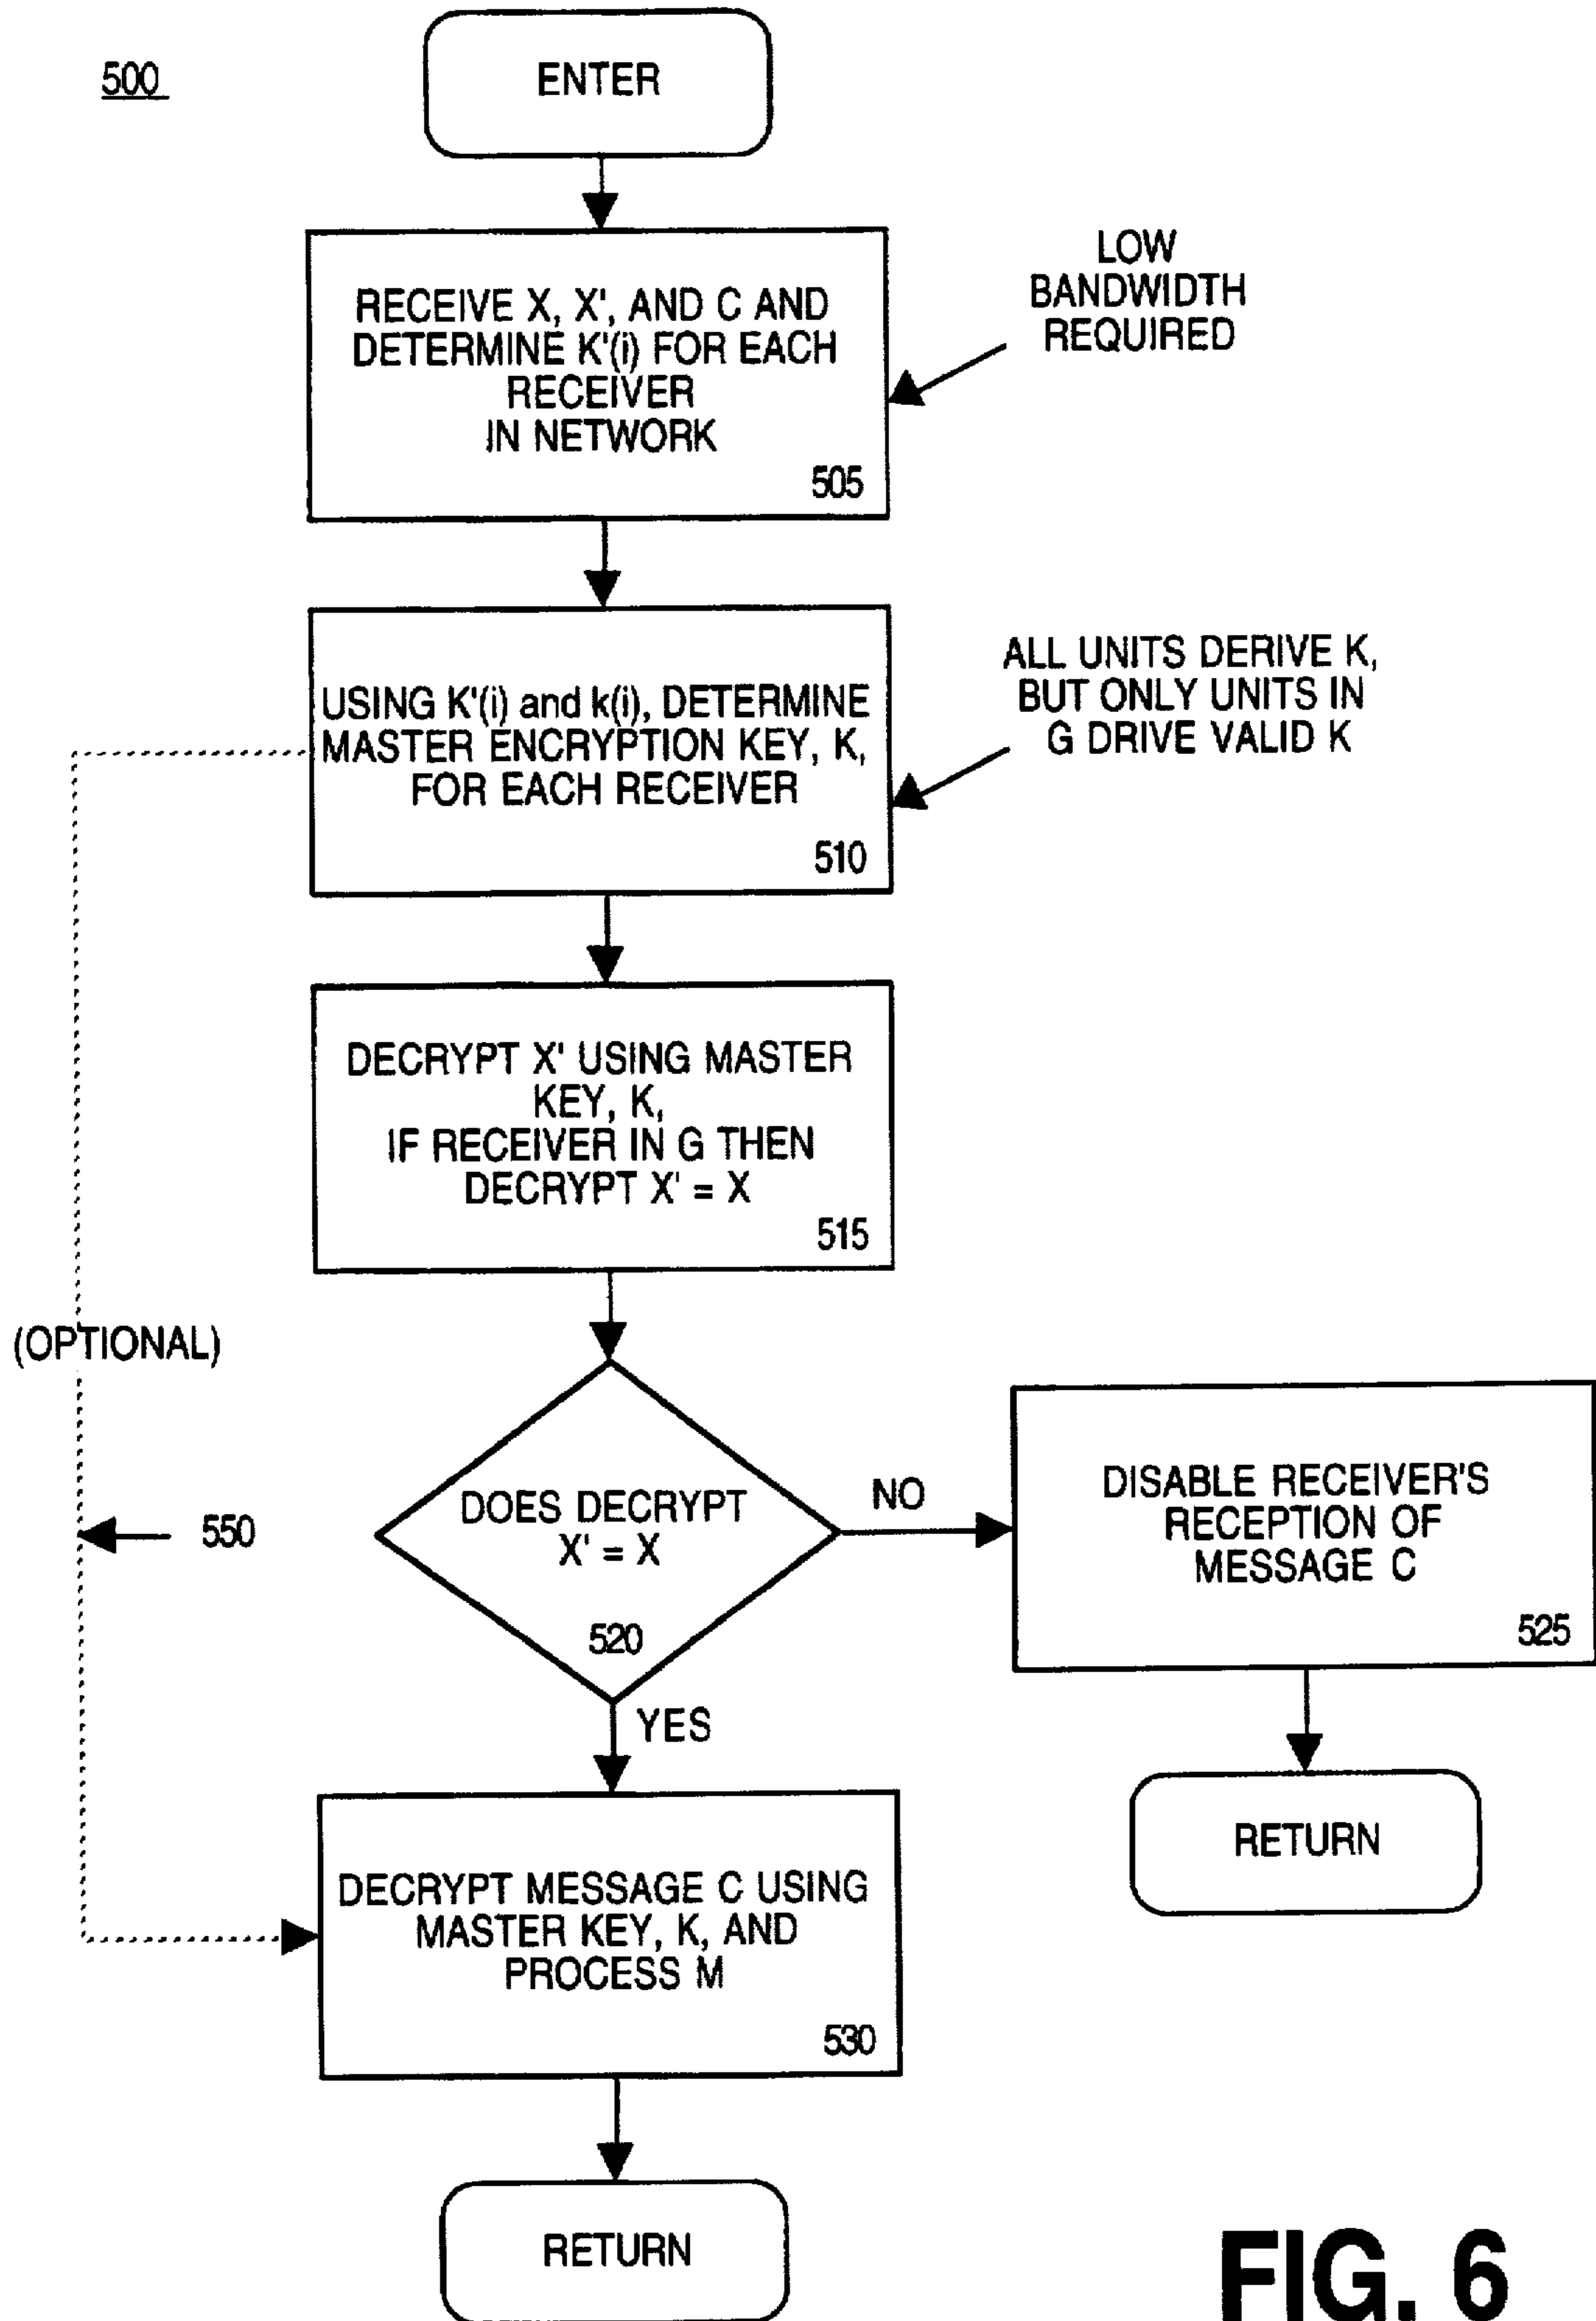 500
ENTER
RECEIVE X, X', AND C AND
DETERMINE K'(i) FOR EACH
RECEIVER
IN NETWORK
505
LOW
BANDWIDTH
REQUIRED
USING K'(i) and k(i), DETERMINE
MASTER ENCRYPTION KEY, K,
FOR EACH RECEIVER
510
ALL UNITS DERIVE K,
BUT ONLY UNITS IN
G DRIVE VALID K
DECRYPT X' USING MASTER
KEY, K,
IF RECEIVER IN G THEN
DECRYPT X' = X
515
(OPTIONAL)
550
DOES DECRYPT
X' = X
520
NO
DISABLE RECEIVER'S
RECEPTION OF
MESSAGE C
525
RETURN
YES
DECRYPT MESSAGE C USING
MASTER KEY, K, AND
PROCESS M
530
RETURN
FIG. 6